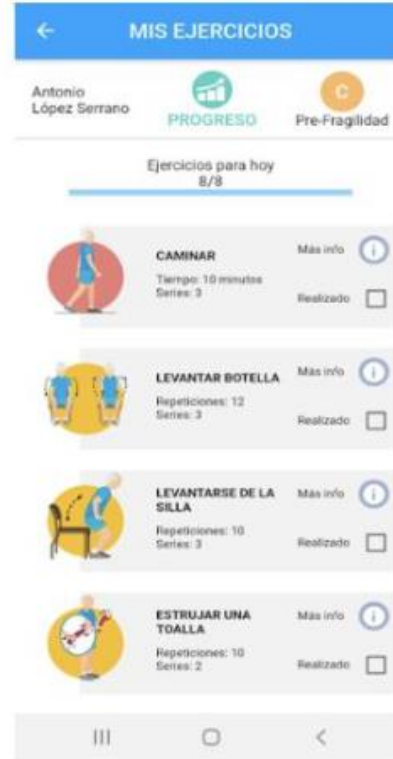 MIS EJERCICIOS
Antonio
López Serrano
PROGRESO
C
Pre-Fragilidad
Ejercicios para hoy
8/8
CAMINAR
Tiempo: 10 minutos
Series: 3
Más info
i
Realizado
LEVANTAR BOTELLA
Repeticiones: 12
Series: 3
Más info
i
Realizado
LEVANTARSE DE LA
SILLA
Repeticiones: 10
Series: 3
Más info
i
Realizado
ESTRUJAR UNA
TOALLA
Repeticiones: 10
Series: 2
Más info
i
Realizado